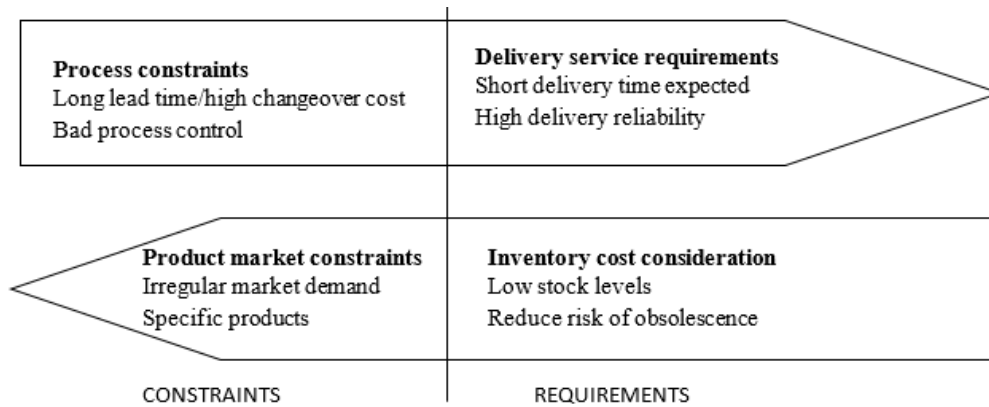 Process constraints
Long lead time/high changeover cost
Bad process control
Delivery service requirements
Short delivery time expected
High delivery reliability
Product market constraints
Irregular market demand
Specific products
Inventory cost consideration
Low stock levels
Reduce risk of obsolescence
CONSTRAINTS
REQUIREMENTS